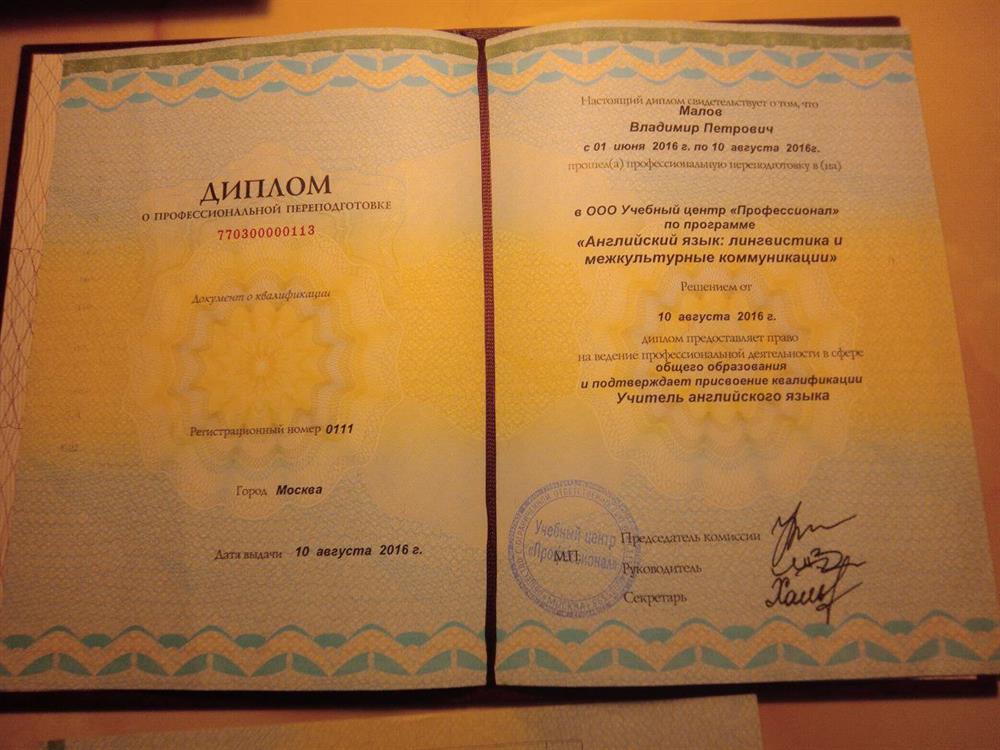 ДИПЛОМ
О ПРОФЕССИОНАЛЬНОЙ ПЕРЕПОДГОТОВКЕ
770300000113
Документ о квалификации
Регистрационный номер 0111
Город Москва
Дата выдачи 10 августа 2016 г.
Настоящий диплом свидетельствует о том, что
Малов
Владимир Петрович
с 01 июня 2016 г. по 10 августа 2016г.
прошел(а) профессиональную переподготовку в (на)
в ООО Учебный центр «Профессионал»
по программе
«Английский язык: лингвистика и
межкультурные коммуникации»
Решением от
10 августа 2016 г.
диплом предоставляет право
на ведение профессиональной деятельности в сфере
общего образования
и подтверждает присвоение квалификации
Учитель английского языка
Учебный центр
«Профессионал»
М.П.
МОСКВА
Председатель комиссии
Руководитель
Секретарь